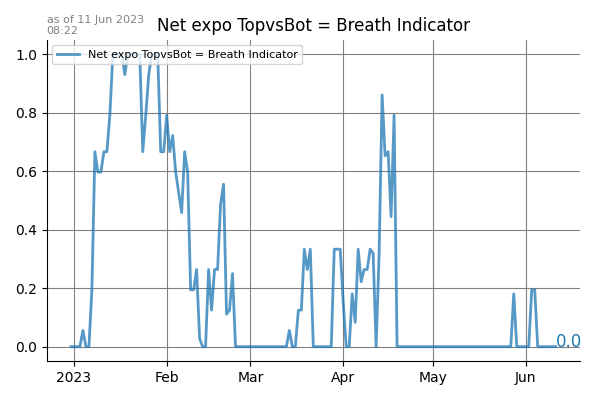 as of 11 Jun 2023
08:22
Net expo TopvsBot = Breath Indicator
Net expo TopvsBot = Breath Indicator
1.0
0.8
0.6
0.4
0.2
0.0
0.0
2023 Feb Mar Apr May Jun